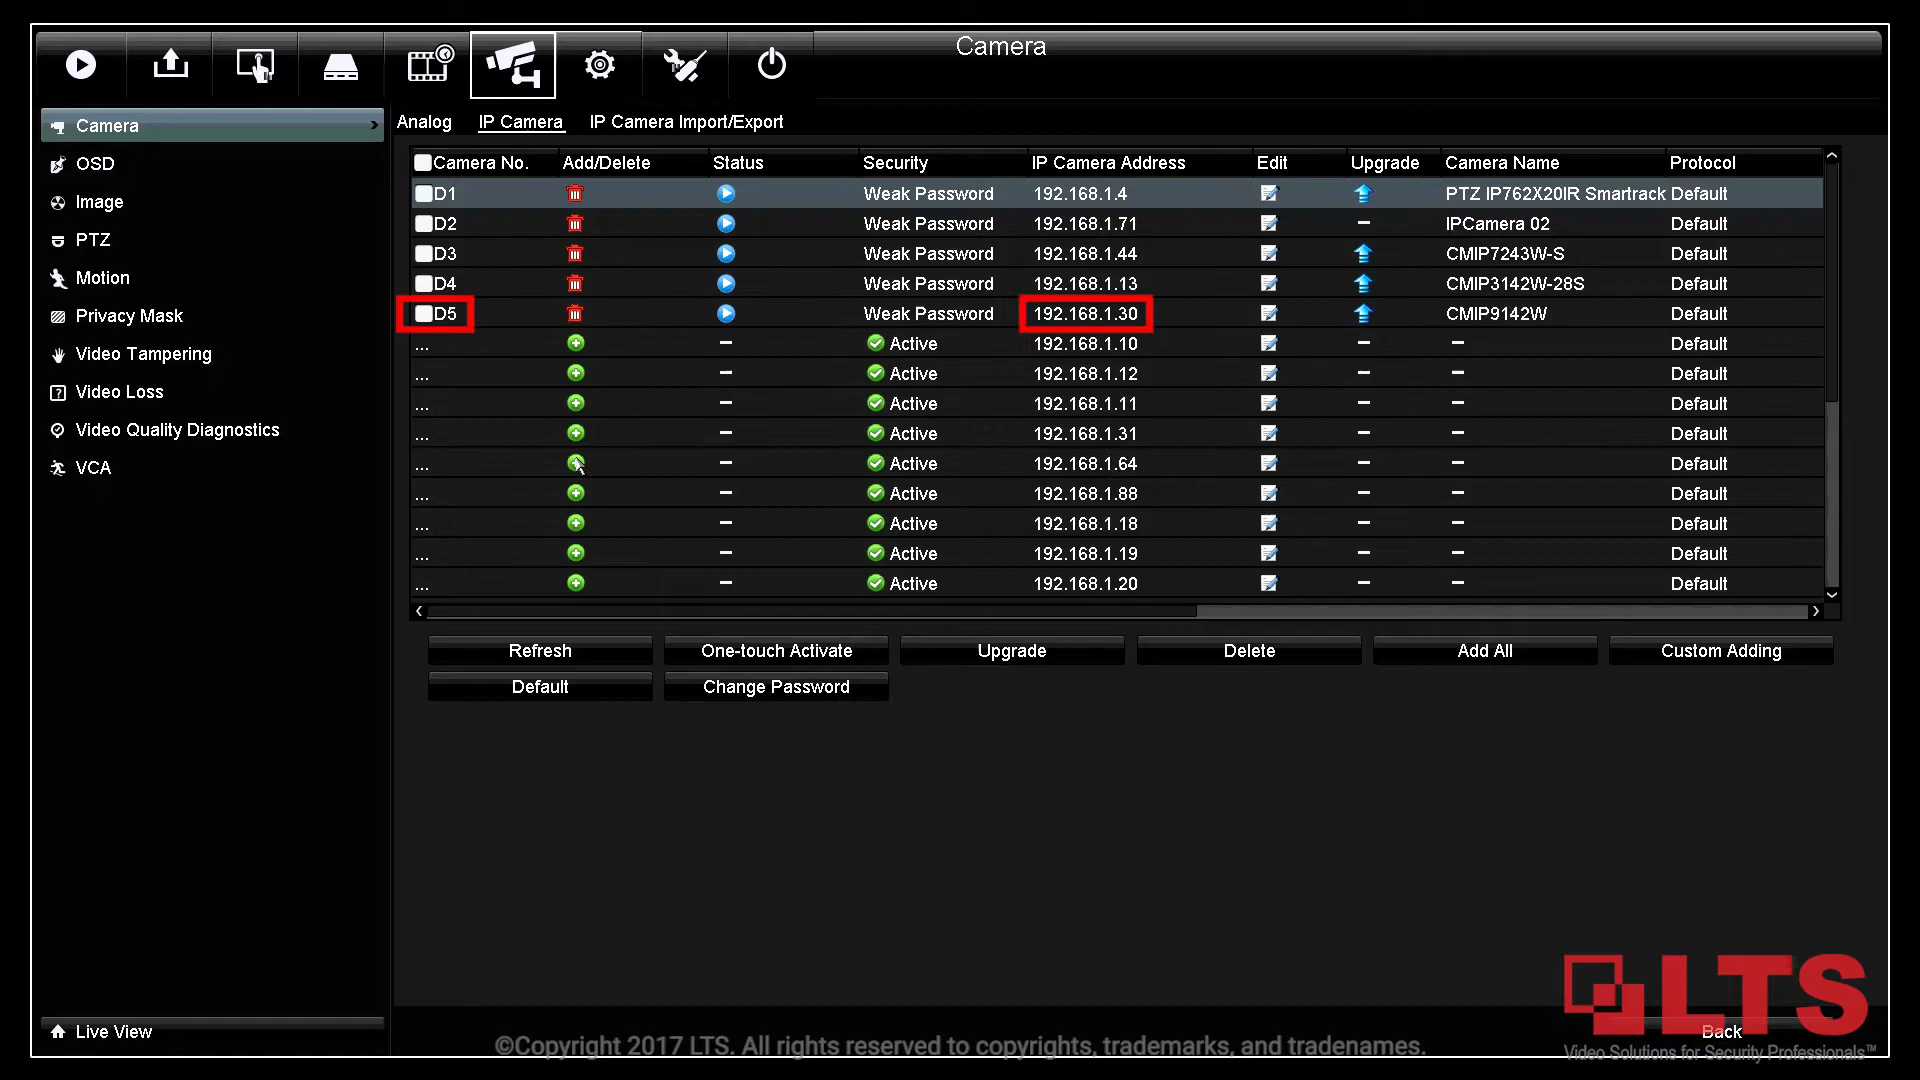 Camera
Camera
OSD
Image
PTZ
Motion
Privacy Mask
Video Tampering
Video Loss
Video Quality Diagnostics
VCA
Live View
Analog IP Camera IP Camera Import/Export
Camera No. Add/Delete Status Security IP Camera Address Edit Upgrade Camera Name Protocol
D1 Weak Password 192.168.1.4 PTZ IP762X20IR Smartrack Default
D2 Weak Password 192.168.1.71 – IPCamera 02 Default
D3 Weak Password 192.168.1.44 CMIP7243W-S Default
D4 Weak Password 192.168.1.13 CMIP3142W-28S Default
D5 Weak Password 192.168.1.30 CMIP9142W Default
... – Active 192.168.1.10 – – Default
... – Active 192.168.1.12 – – Default
... – Active 192.168.1.11 – – Default
... – Active 192.168.1.31 – – Default
... – Active 192.168.1.64 – – Default
... – Active 192.168.1.88 – – Default
... – Active 192.168.1.18 – – Default
... – Active 192.168.1.19 – – Default
... – Active 192.168.1.20 – – Default
Refresh One-touch Activate Upgrade Delete Add All Custom Adding
Default Change Password
LTS
Back
Video Solutions for Security Professionals™
©Copyright 2017 LTS. All rights reserved to copyrights, trademarks, and tradenames.